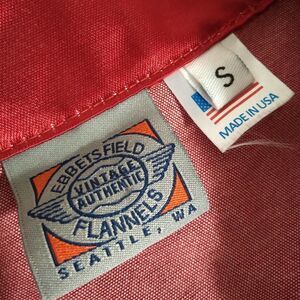 S
MADE IN USA
EBBETS FIELD
VINTAGE
AUTHENTIC
FLANNELS
SEATTLE, WA